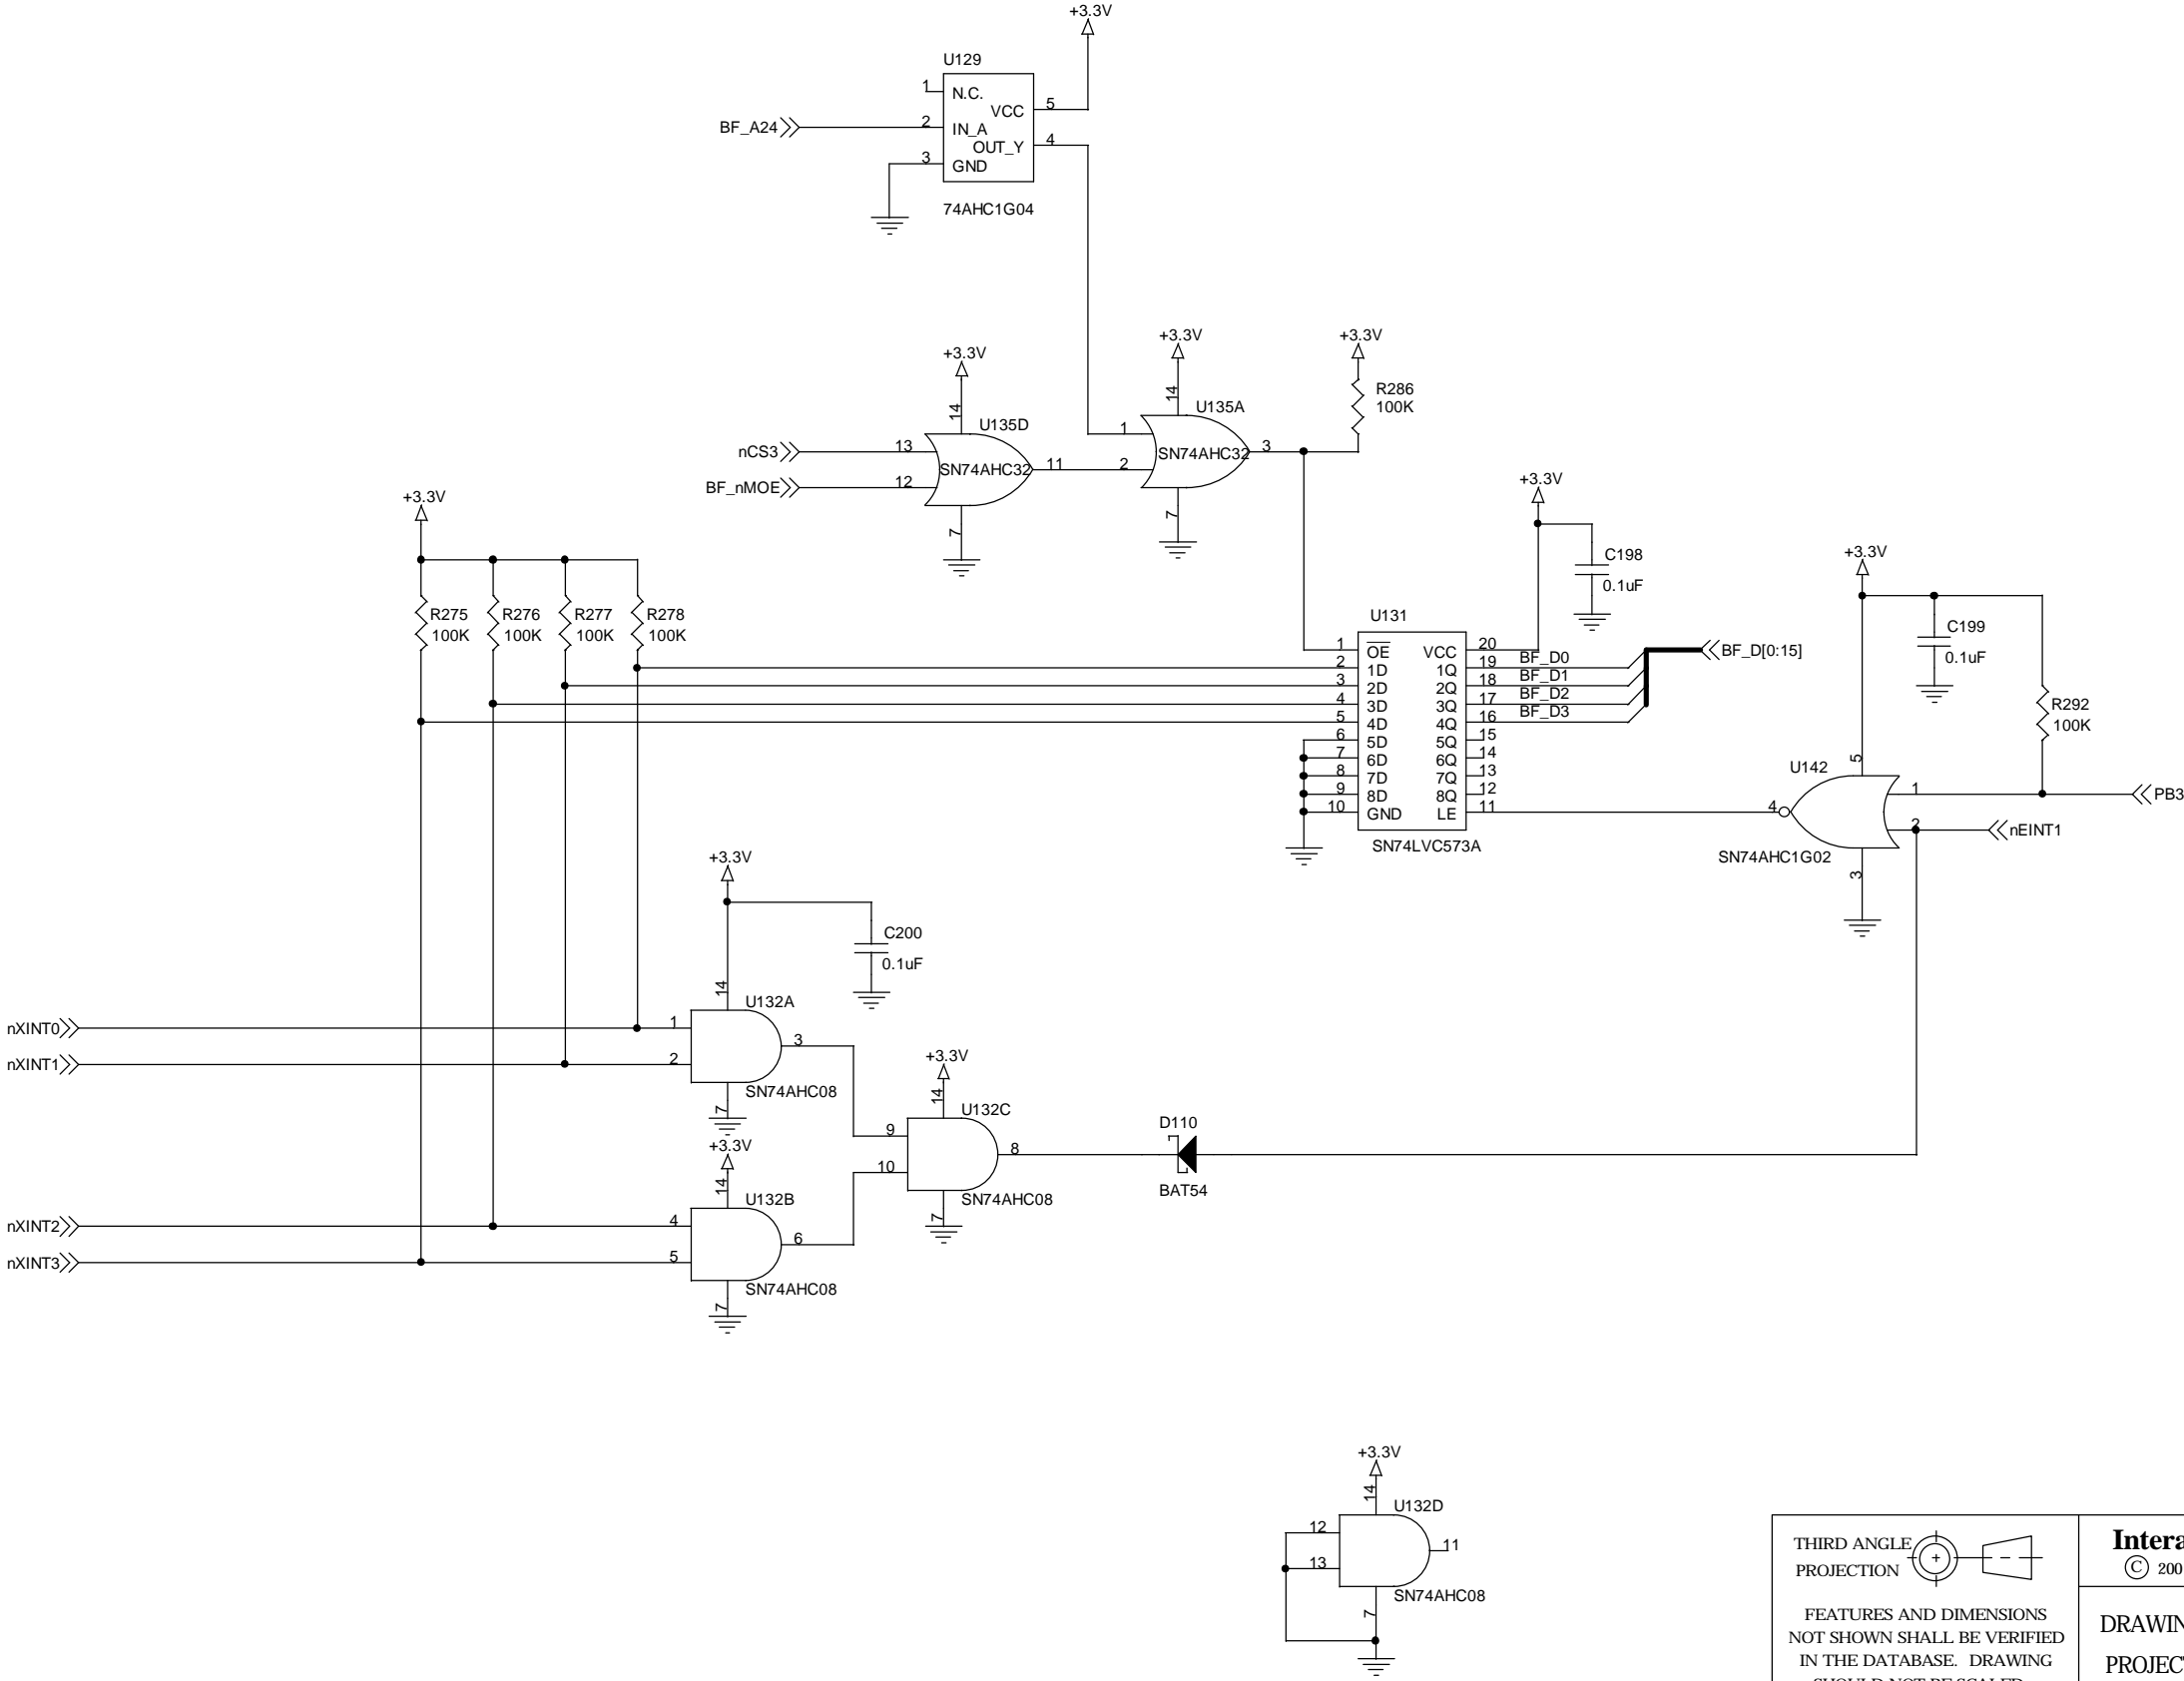 +3.3V
U129
1
N.C.
VCC
5
BF_A24
2
IN_A
OUT_Y
4
3
GND
74AHC1G04
+3.3V
+3.3V
+3.3V
14
14
R286
100K
U135D
U135A
nCS3
13
SN74AHC32
11
1
2
SN74AHC32
3
BF_nMOE
12
7
7
+3.3V
+3.3V
C198
0.1uF
+3.3V
R275
100K
R276
100K
R277
100K
R278
100K
U131
C199
0.1uF
1
OE
VCC
20
2
1D
1Q
19
BF_D0
BF_D[0:15]
3
2D
2Q
18
BF_D1
4
3D
3Q
17
BF_D2
5
4D
4Q
16
BF_D3
6
5D
5Q
15
7
6D
6Q
14
8
7D
7Q
13
9
8D
8Q
12
10
GND
LE
11
SN74LVC573A
R292
100K
5
U142
4
1
PB3
2
nEINT1
SN74AHC1G02
3
+3.3V
C200
0.1uF
14
U132A
nXINT0
1
3
nXINT1
2
SN74AHC08
7
+3.3V
14
U132C
9
10
8
SN74AHC08
7
D110
BAT54
+3.3V
14
U132B
nXINT2
4
6
nXINT3
5
SN74AHC08
7
+3.3V
14
U132D
12
13
11
SN74AHC08
7
THIRD ANGLE
PROJECTION
FEATURES AND DIMENSIONS
NOT SHOWN SHALL BE VERIFIED
IN THE DATABASE. DRAWING
SHOULD NOT BE SCALED
Intera
© 200
DRAWIN
PROJEC